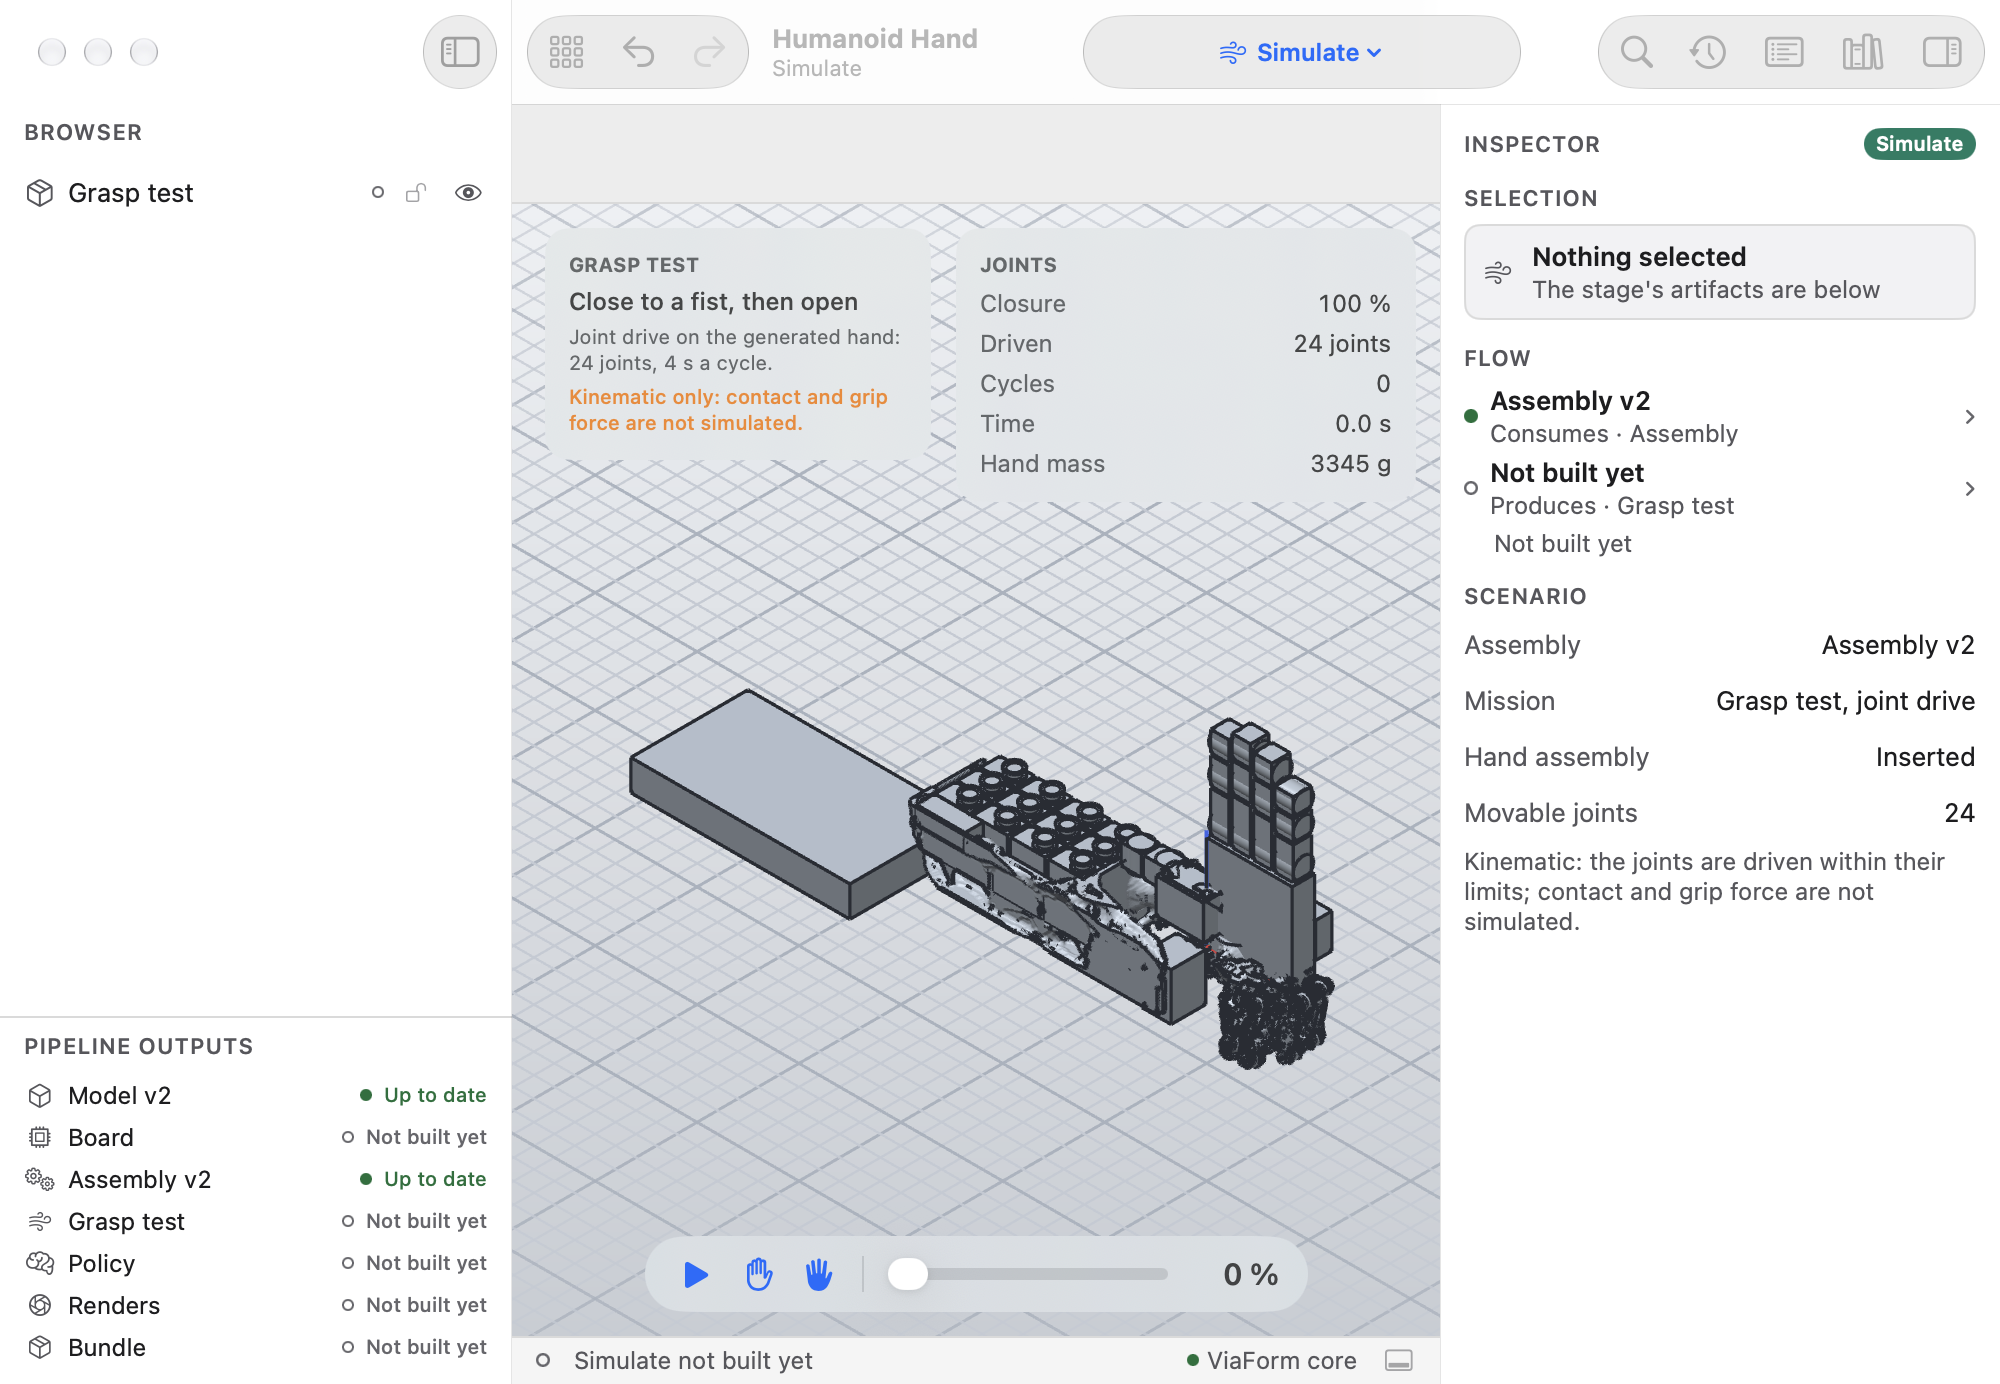 Humanoid Hand
Simulate
Simulate
BROWSER
Grasp test
PIPELINE OUTPUTS
Model v2 Up to date
Board Not built yet
Assembly v2 Up to date
Grasp test Not built yet
Policy Not built yet
Renders Not built yet
Bundle Not built yet
GRASP TEST
Close to a fist, then open
Joint drive on the generated hand:
24 joints, 4 s a cycle.
Kinematic only: contact and grip
force are not simulated.
JOINTS
Closure 100 %
Driven 24 joints
Cycles 0
Time 0.0 s
Hand mass 3345 g
0 %
Simulate not built yet
ViaForm core
INSPECTOR Simulate
SELECTION
Nothing selected
The stage's artifacts are below
FLOW
Assembly v2
Consumes · Assembly
Not built yet
Produces · Grasp test
Not built yet
SCENARIO
Assembly Assembly v2
Mission Grasp test, joint drive
Hand assembly Inserted
Movable joints 24
Kinematic: the joints are driven within their
limits; contact and grip force are not
simulated.